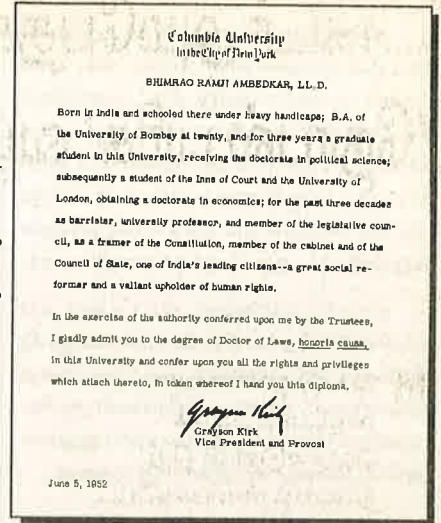 Columbia University
In the City of New York
BHIMRAO RAMJI AMBEDKAR, LL. D.
Born in India and schooled there under heavy handicaps; B.A. of
the University of Bombay at twenty, and for three years a graduate
student in this University, receiving the doctorate in political science;
subsequently a student of the Inns of Court and the University of
London, obtaining a doctorate in economics; for the past three decades
as barrister, university professor, and member of the legislative coun-
cil, as a framer of the Constitution, member of the cabinet and of the
Council of State, one of India's leading citizens--a great social re-
former and a valiant upholder of human rights.
In the exercise of the authority conferred upon me by the Trustees,
I gladly admit you to the degree of Doctor of Laws, honoris causa,
in this University and confer upon you all the rights and privileges
which attach thereto, in token whereof I hand you this diploma.
Grayson Kirk
Grayson Kirk
Vice President and Provost
June 5, 1952